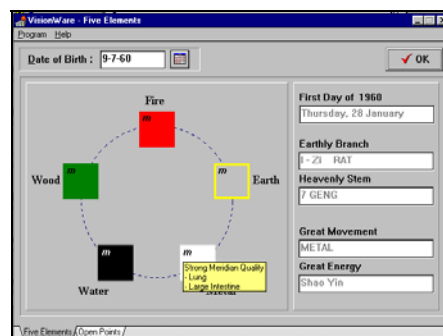 VisionWare - Five Elements
Program Help
Date of Birth : 9-7-60
OK
Fire
m
Wood
m
m
Earth
m
Water
m
Strong Meridian Quality
- Lung
- Large Intestine
First Day of 1960
Thursday, 28 January
Earthly Branch
I - ZI RAT
Heavenly Stem
7 GENG
Great Movement
METAL
Great Energy
Shao Yin
Five Elements / Open Points